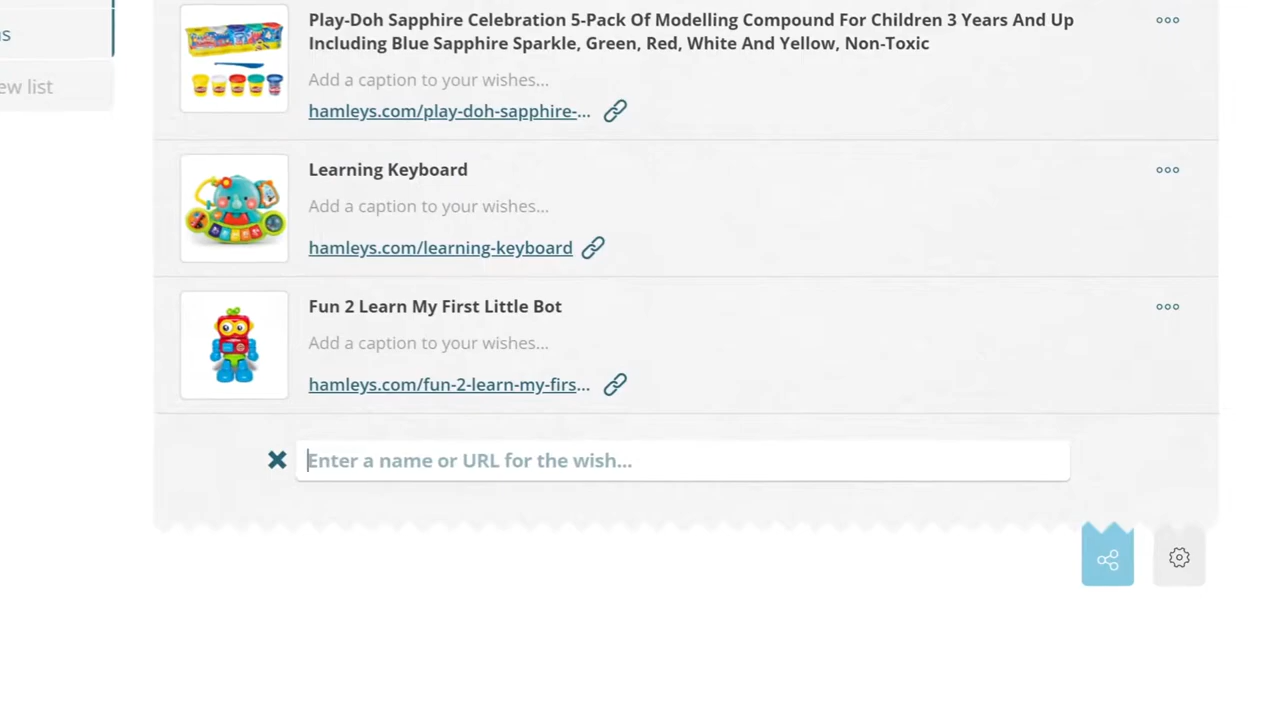 Play-Doh Sapphire Celebration 5-Pack Of Modelling Compound For Children 3 Years And Up
Including Blue Sapphire Sparkle, Green, Red, White And Yellow, Non-Toxic
s
Add a caption to your wishes...
ew list
hamleys.com/play-doh-sapphire-...
Learning Keyboard
Add a caption to your wishes...
hamleys.com/learning-keyboard
Fun 2 Learn My First Little Bot
Add a caption to your wishes...
hamleys.com/fun-2-learn-my-firs...
Enter a name or URL for the wish...